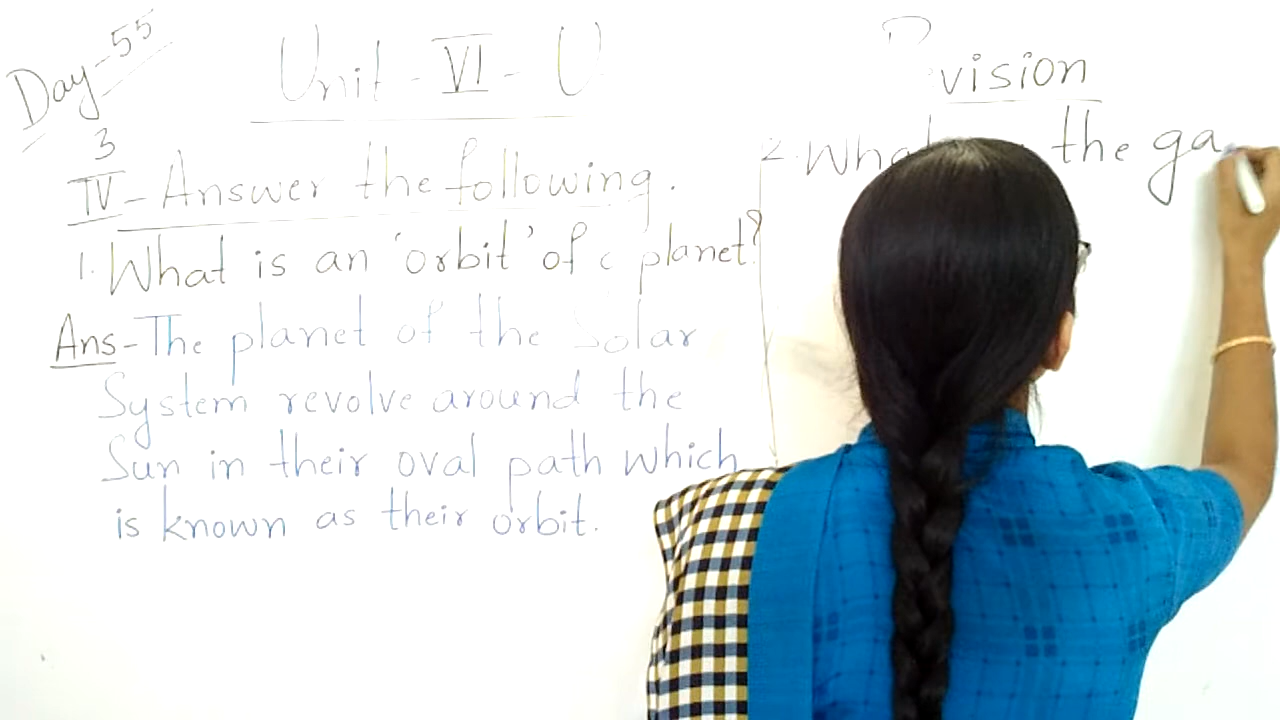 Day-55
Unit-VI-U
vision
3
IV-Answer the following.
1. What is an 'orbit' of planet?
Ans-The planet of the Solar
System revolve around the
Sun in their oval path which
is known as their orbit.
2. What the ga